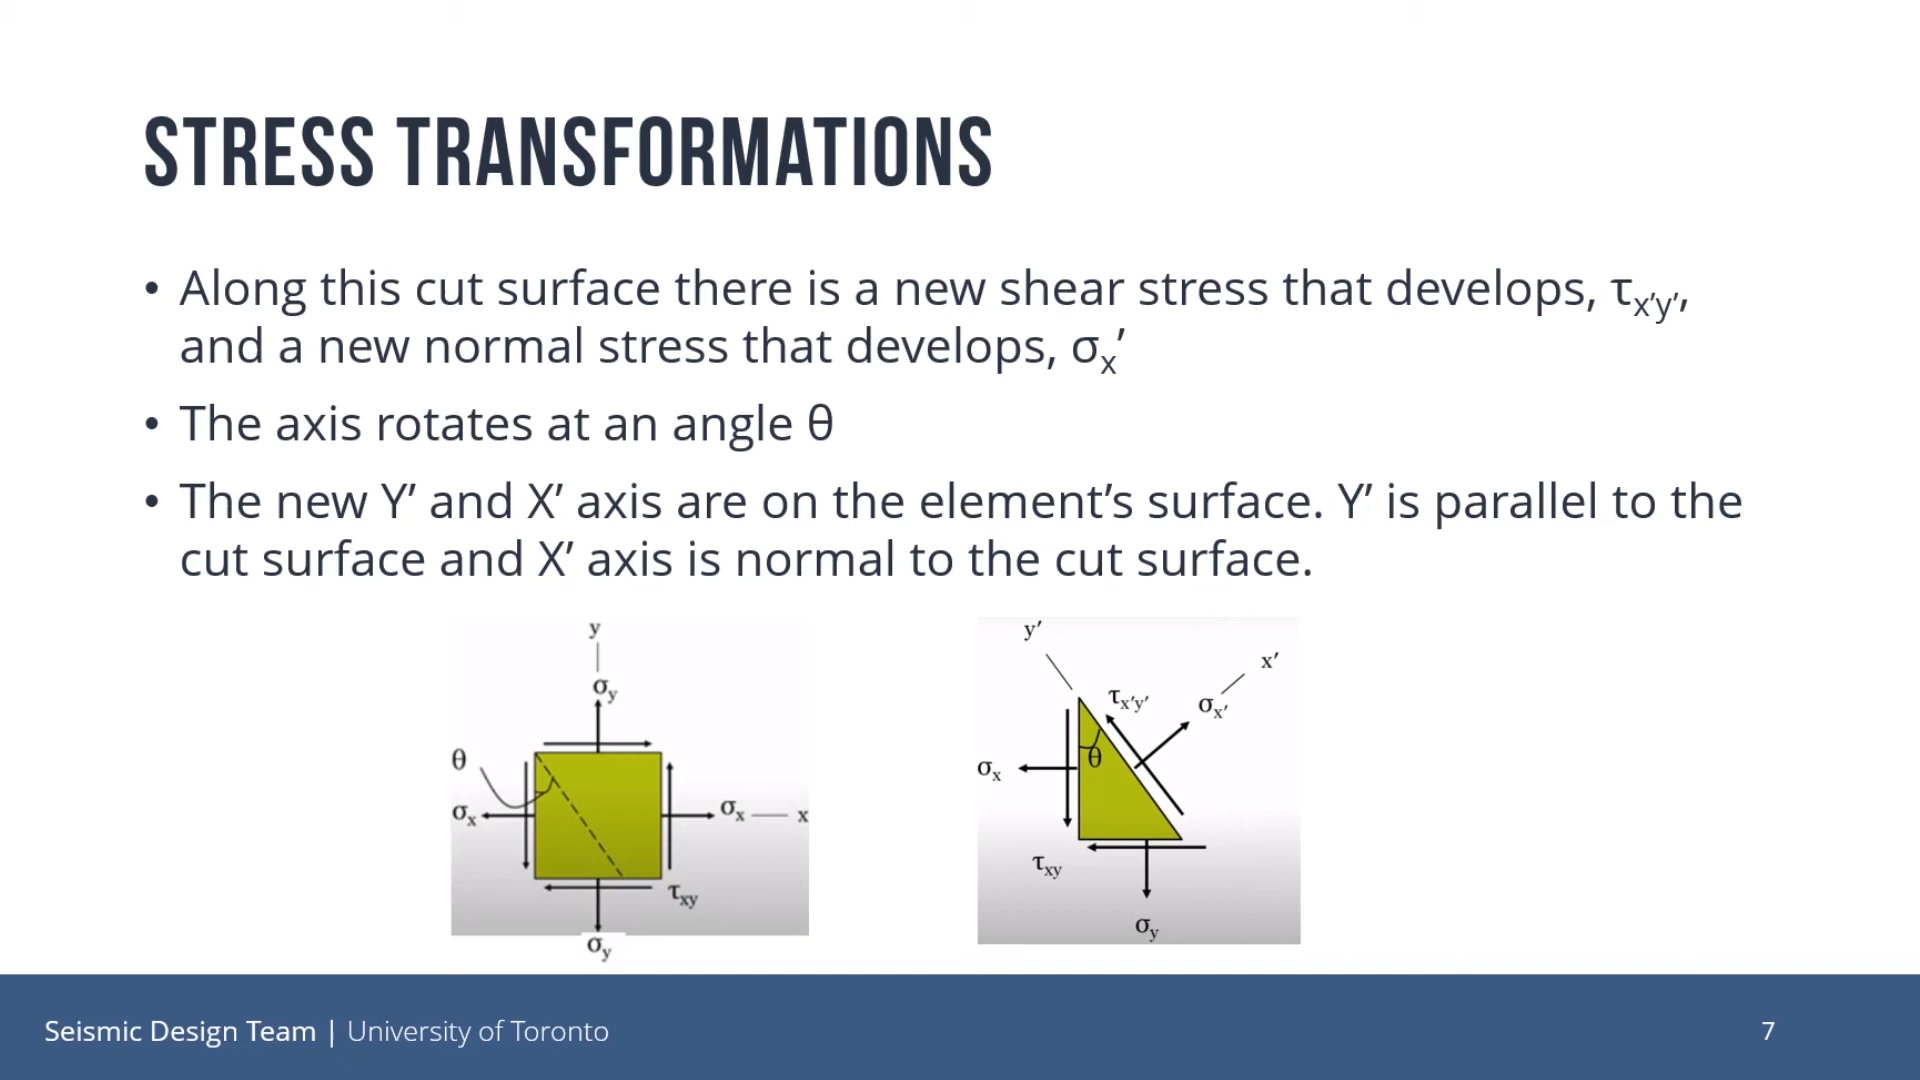 STRESS TRANSFORMATIONS
• Along this cut surface there is a new shear stress that develops, τx’y’,
and a new normal stress that develops, σx’
• The axis rotates at an angle θ
• The new Y’ and X’ axis are on the element’s surface. Y’ is parallel to the
cut surface and X’ axis is normal to the cut surface.
y
σy
θ
σx
σx
x
τxy
σy
y′
x′
τx′y′
σx′
θ
σx
τxy
σy
Seismic Design Team | University of Toronto
7